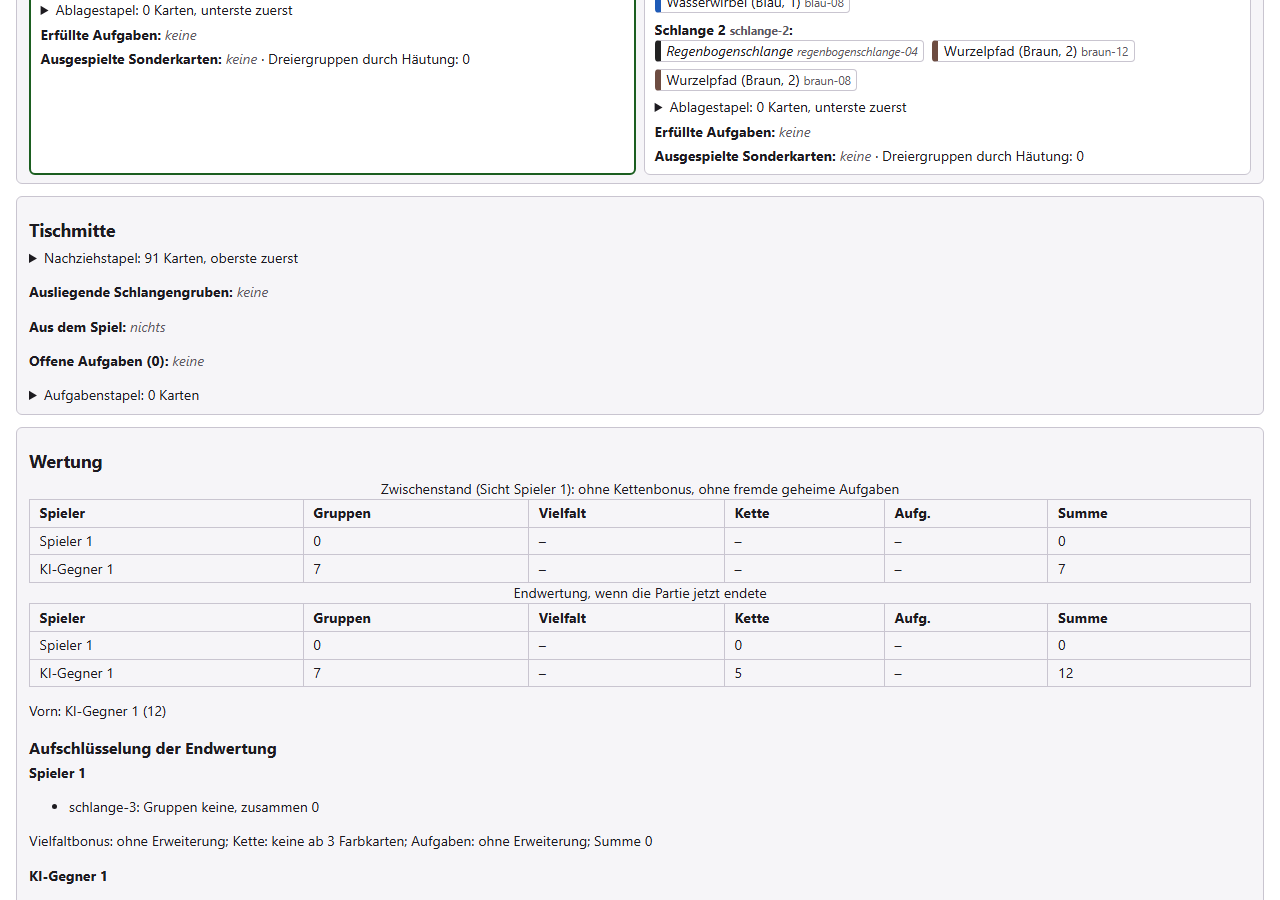 ▶ Ablagestapel: 0 Karten, unterste zuerst
Erfüllte Aufgaben: keine
Ausgespielte Sonderkarten: keine · Dreiergruppen durch Häutung: 0
Wasserwirbel (Blau, 1) blau-08
Schlange 2 schlange-2:
Regenbogenschlange regenbogenschlange-04 Wurzelpfad (Braun, 2) braun-12
Wurzelpfad (Braun, 2) braun-08
▶ Ablagestapel: 0 Karten, unterste zuerst
Erfüllte Aufgaben: keine
Ausgespielte Sonderkarten: keine · Dreiergruppen durch Häutung: 0
Tischmitte
▶ Nachziehstapel: 91 Karten, oberste zuerst
Ausliegende Schlangengruben: keine
Aus dem Spiel: nichts
Offene Aufgaben (0): keine
▶ Aufgabenstapel: 0 Karten
Wertung
Zwischenstand (Sicht Spieler 1): ohne Kettenbonus, ohne fremde geheime Aufgaben
Spieler Gruppen Vielfalt Kette Aufg. Summe
Spieler 1 0 – – – 0
KI-Gegner 1 7 – – – 7
Endwertung, wenn die Partie jetzt endete
Spieler Gruppen Vielfalt Kette Aufg. Summe
Spieler 1 0 – 0 – 0
KI-Gegner 1 7 – 5 – 12
Vorn: KI-Gegner 1 (12)
Aufschlüsselung der Endwertung
Spieler 1
• schlange-3: Gruppen keine, zusammen 0
Vielfaltbonus: ohne Erweiterung; Kette: keine ab 3 Farbkarten; Aufgaben: ohne Erweiterung; Summe 0
KI-Gegner 1